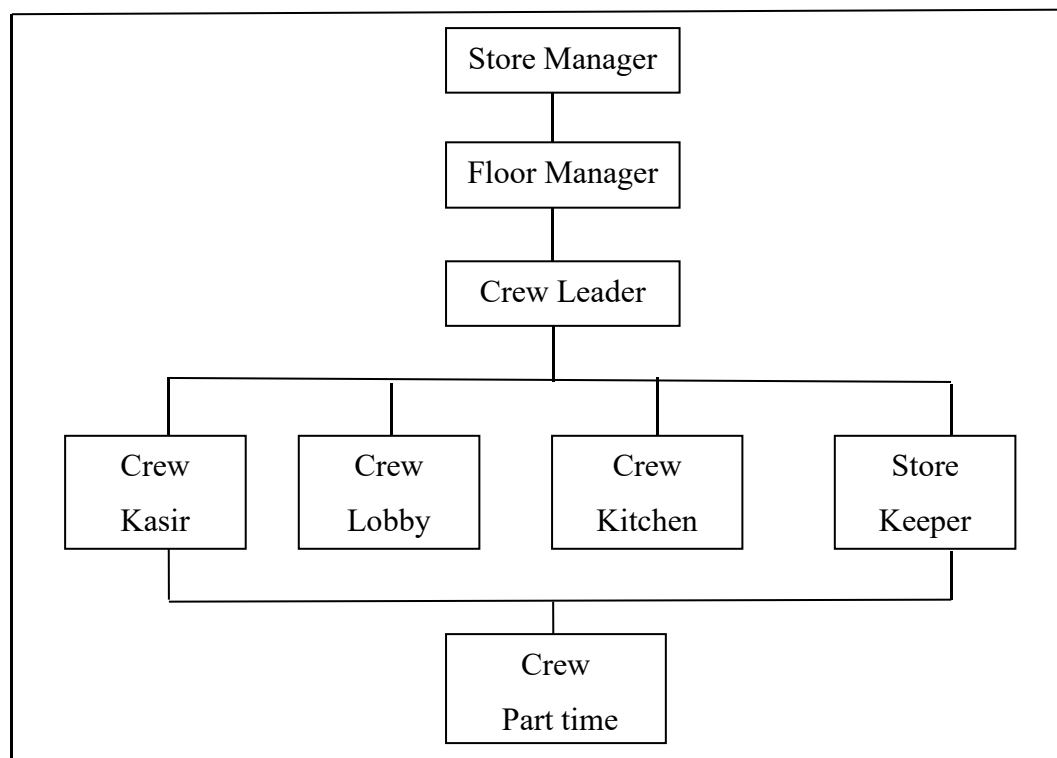 Store Manager
Floor Manager
Crew Leader
Crew
Kasir
Crew
Lobby
Crew
Kitchen
Store
Keeper
Crew
Part time